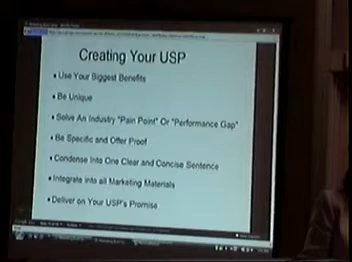 Creating Your USP
• Use Your Biggest Benefits
• Be Unique
• Solve An Industry "Pain Point" Or "Performance Gap"
• Be Specific and Offer Proof
• Condense Into One Clear and Concise Sentence
• Integrate into all Marketing Materials
• Deliver on Your USP's Promise